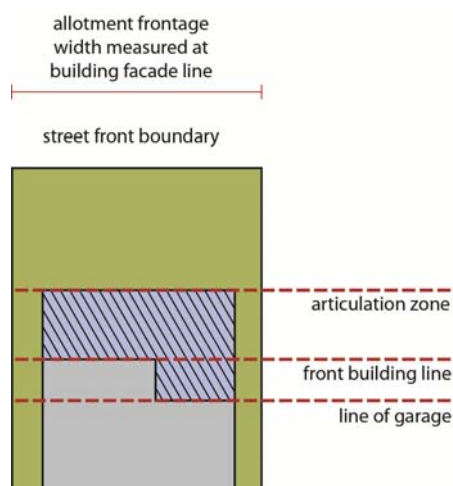 allotment frontage
width measured at
building facade line
street front boundary
articulation zone
front building line
line of garage